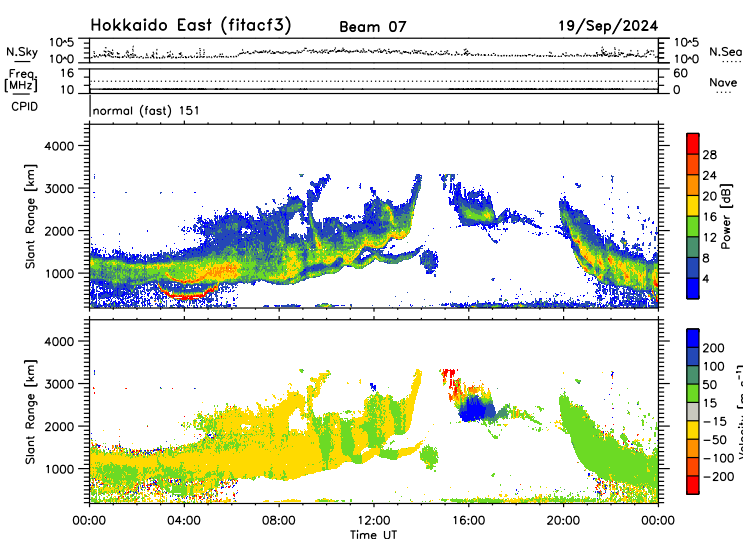 Hokkaido East (fitacf3) Beam 07 19/Sep/2024
N.Sky 10^5 10^0 10^5 10^0 N.Sea
Freq. [MHz] 16 10 60 0 Nave
CPID normal (fast) 151
Slant Range [km] 4000 3000 2000 1000
Power [dB] 28 24 20 16 12 8 4
Slant Range [km] 4000 3000 2000 1000
Velocity 200 100 50 15 -15 -50 -100 -200
00:00 04:00 08:00 12:00 16:00 20:00 00:00
Time UT